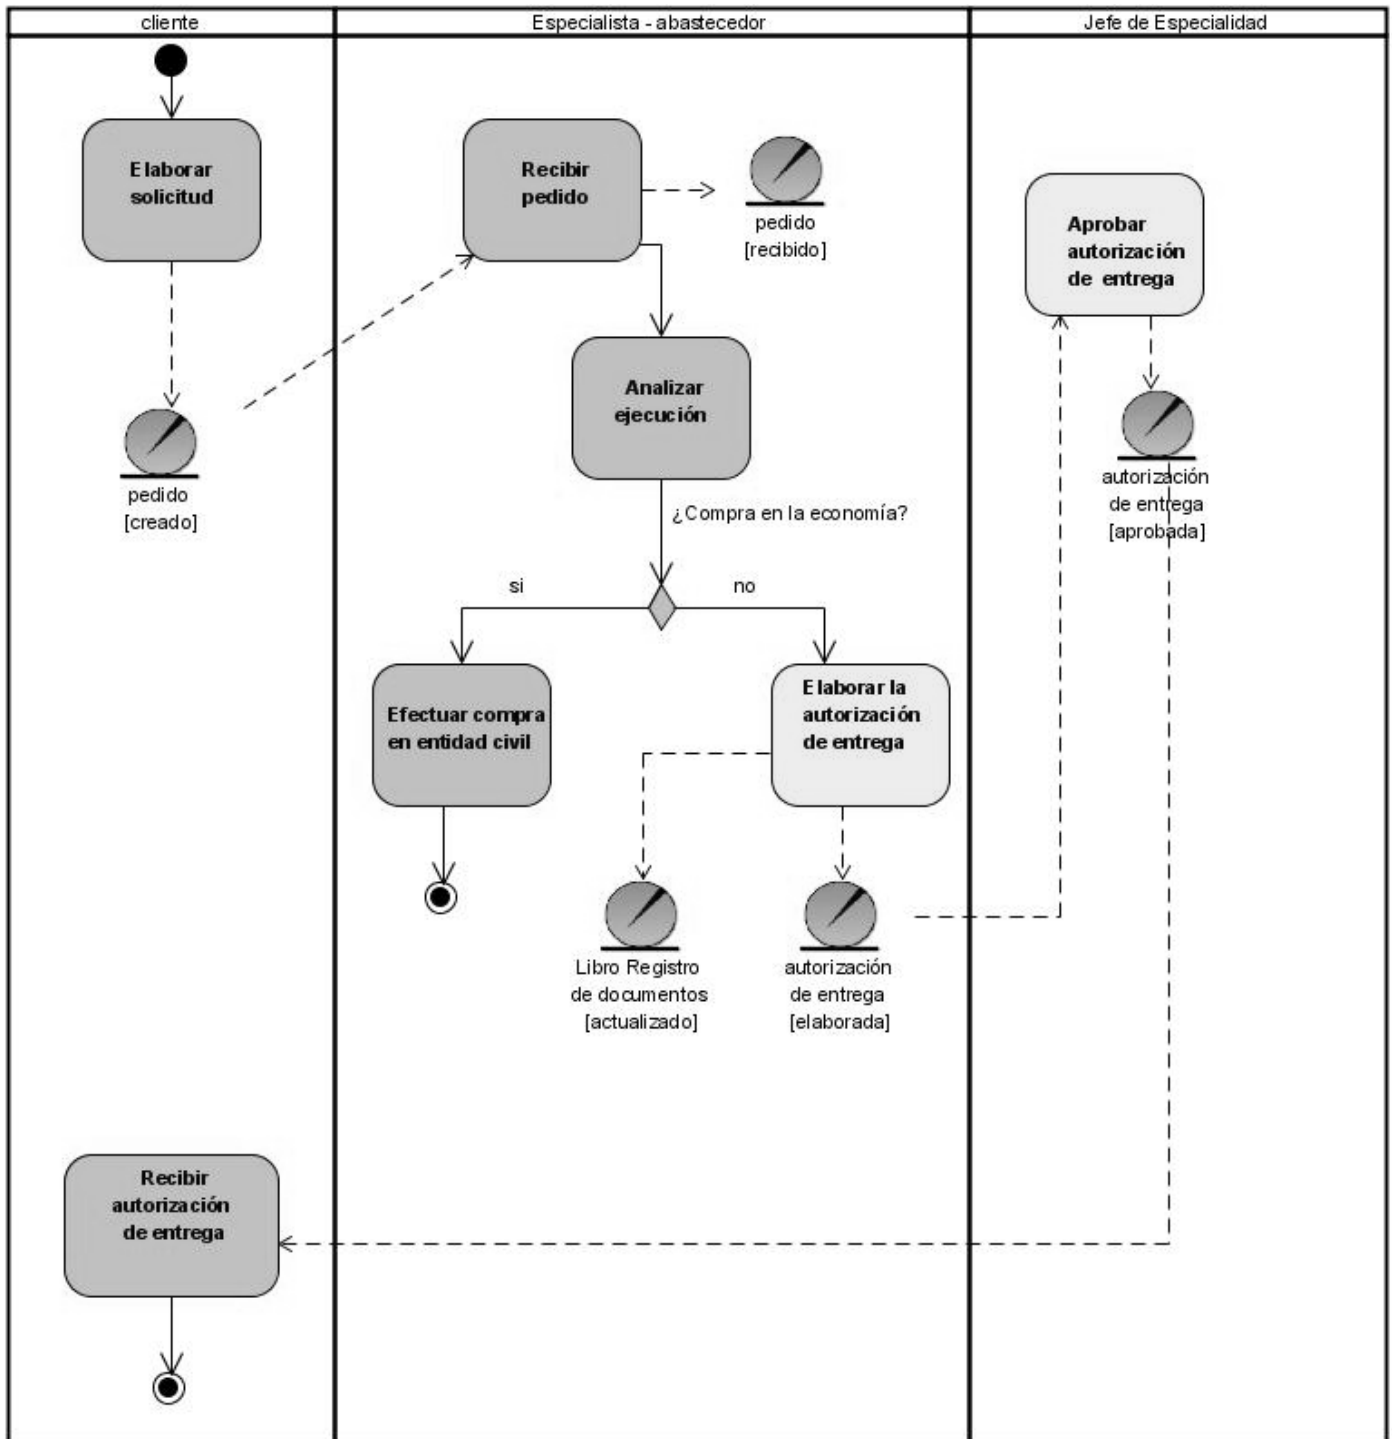 cliente
Especialista - abastecedor
Jefe de Especialidad
Elaborar
solicitud
Recibir
pedido
pedido
[recibido]
Aprobar
autorización
de entrega
Analizar
ejecución
pedido
[creado]
autorización
de entrega
[aprobada]
¿Compra en la economía?
si
no
Efectuar compra
en entidad civil
Elaborar la
autorización
de entrega
Libro Registro
de documentos
[actualizado]
autorización
de entrega
[elaborada]
Recibir
autorización
de entrega